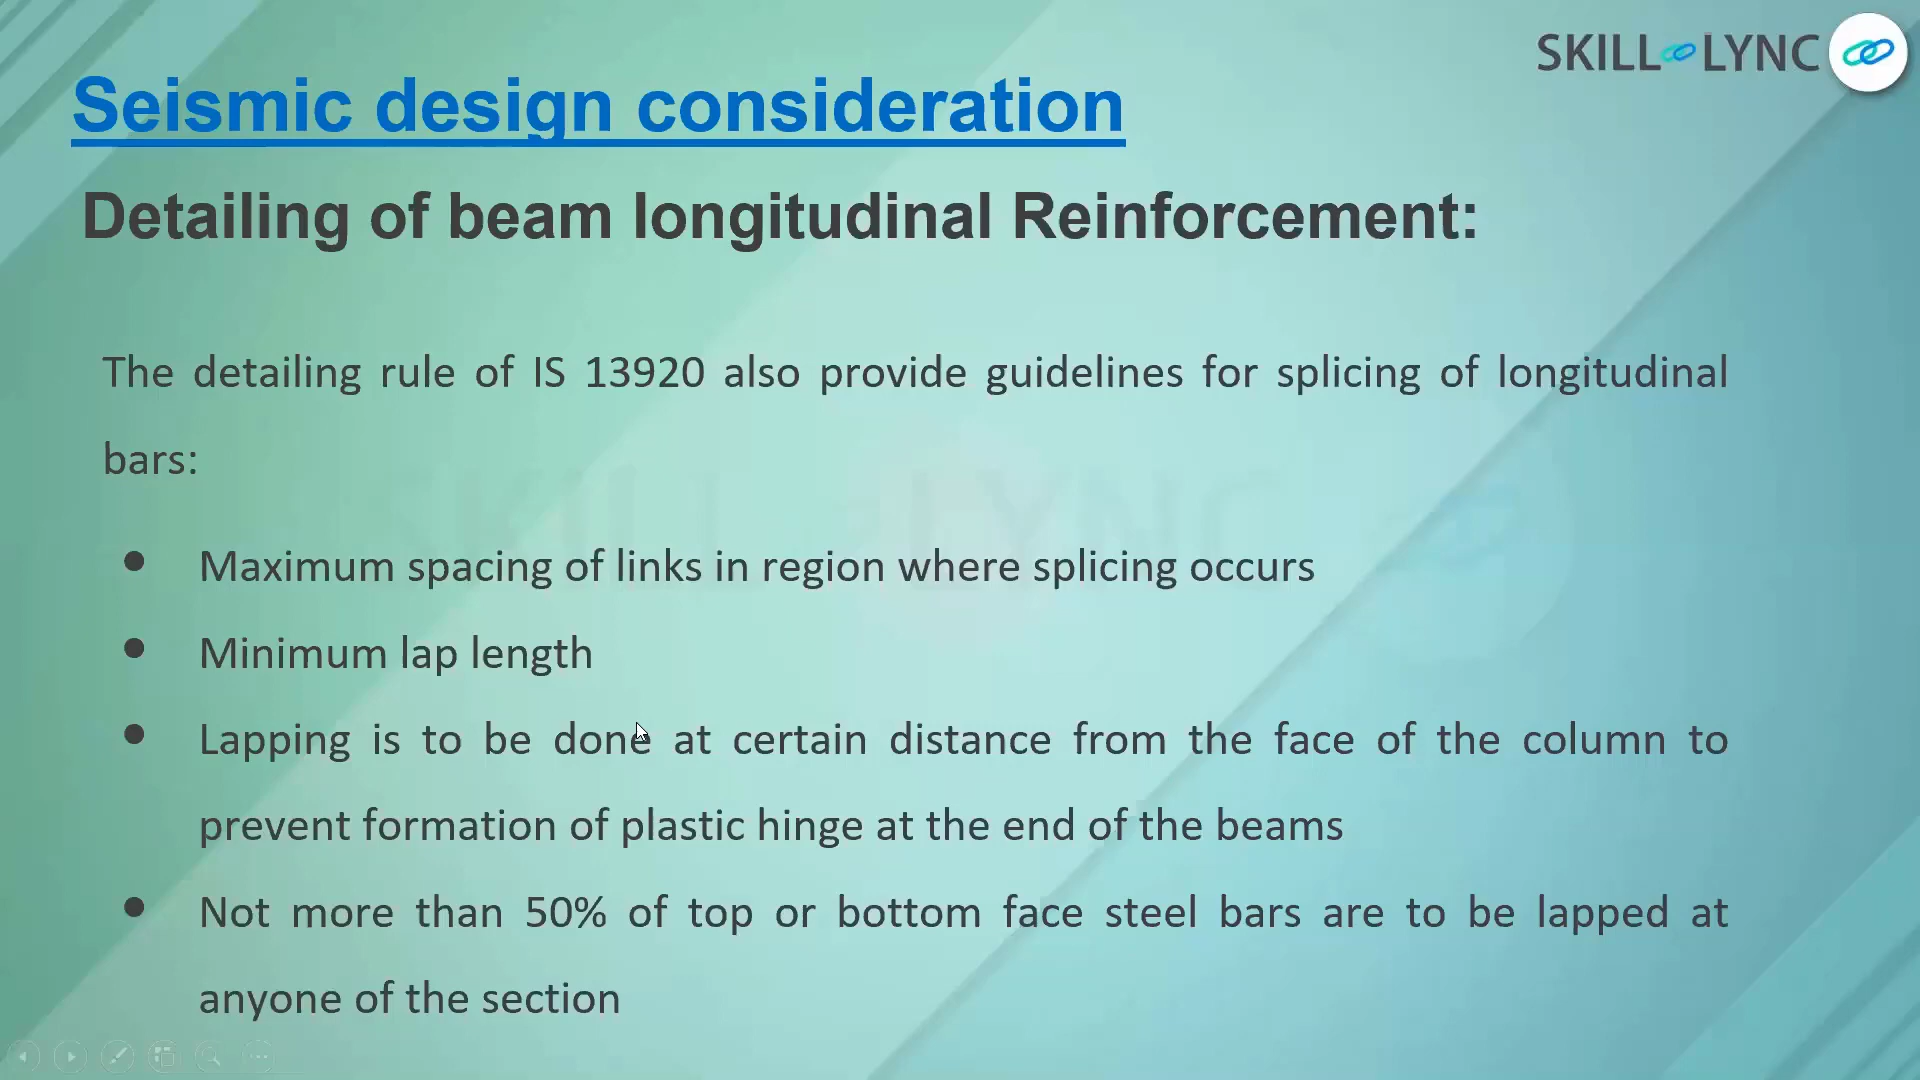 SKILL LYNC
Seismic design consideration
Detailing of beam longitudinal Reinforcement:
The detailing rule of IS 13920 also provide guidelines for splicing of longitudinal
bars:
● Maximum spacing of links in region where splicing occurs
● Minimum lap length
● Lapping is to be done at certain distance from the face of the column to
prevent formation of plastic hinge at the end of the beams
● Not more than 50% of top or bottom face steel bars are to be lapped at
anyone of the section
SKILL LYNC